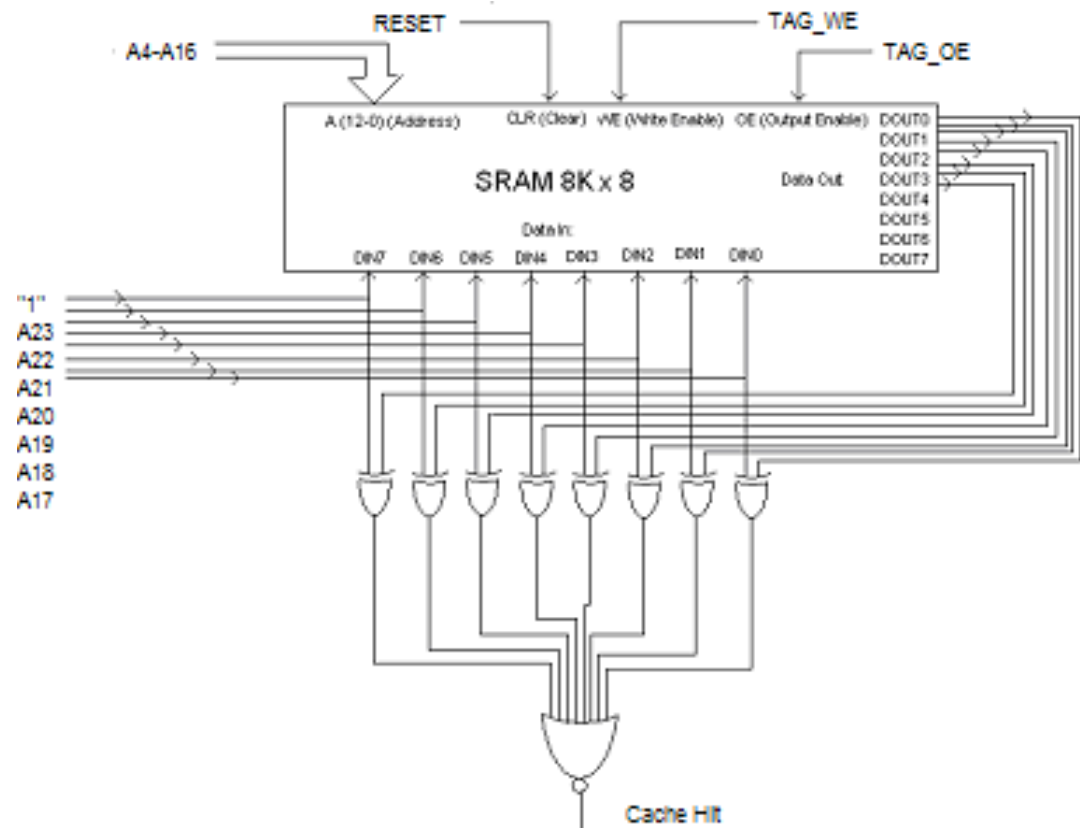 RESET
TAG_WE
A4-A16
TAG_OE
A (12-0) (Address) CLR (Clear) WE (Write Enable) OE (Output Enable) DOUT0
DOUT1
DOUT2
SRAM 8K x 8 Data Out: DOUT3
DOUT4
DOUT5
Data In: DOUT6
DIN7 DIN6 DIN5 DIN4 DIN3 DIN2 DIN1 DIN0 DOUT7
"1"
A23
A22
A21
A20
A19
A18
A17
Cache Hit